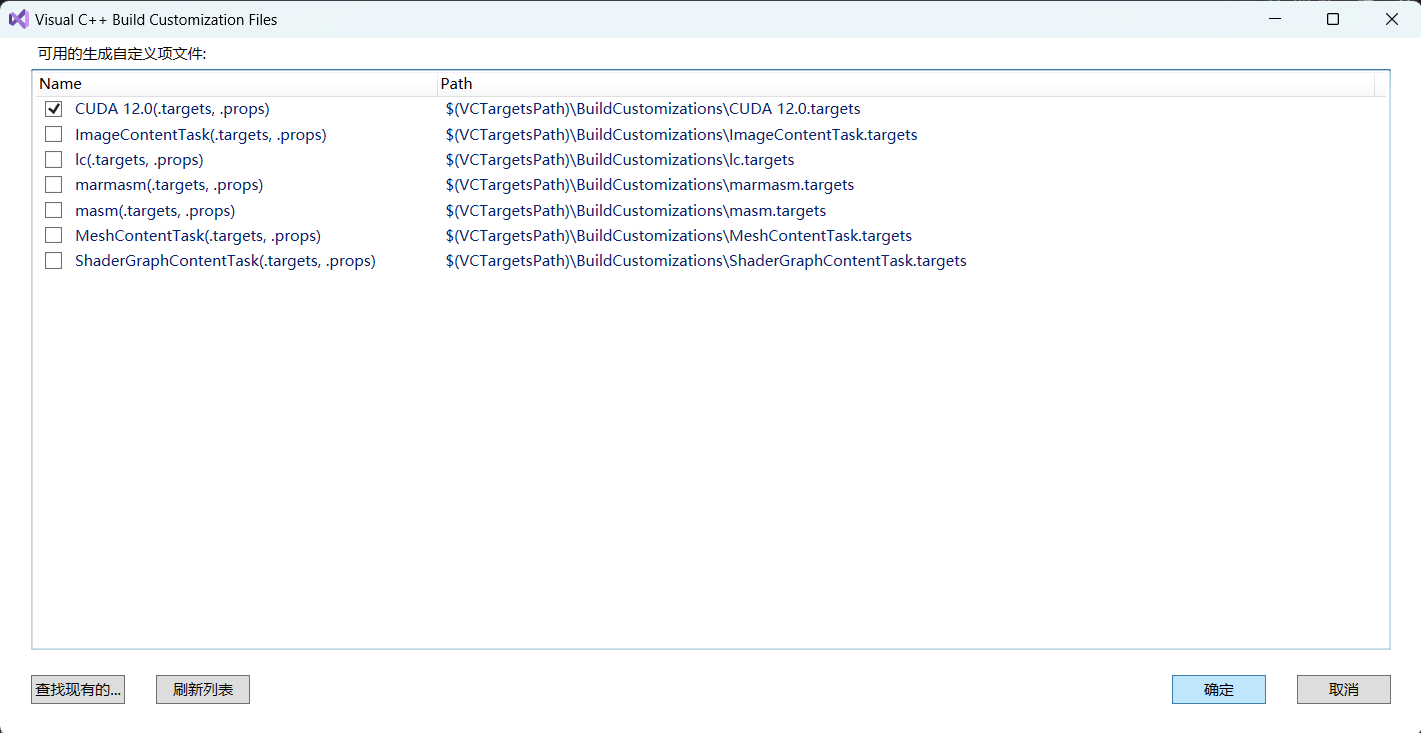 Visual C++ Build Customization Files
可用的生成自定义项文件:
Name Path
CUDA 12.0(.targets, .props) $(VCTargetsPath)\BuildCustomizations\CUDA 12.0.targets
ImageContentTask(.targets, .props) $(VCTargetsPath)\BuildCustomizations\ImageContentTask.targets
lc(.targets, .props) $(VCTargetsPath)\BuildCustomizations\lc.targets
marmasm(.targets, .props) $(VCTargetsPath)\BuildCustomizations\marmasm.targets
masm(.targets, .props) $(VCTargetsPath)\BuildCustomizations\masm.targets
MeshContentTask(.targets, .props) $(VCTargetsPath)\BuildCustomizations\MeshContentTask.targets
ShaderGraphContentTask(.targets, .props) $(VCTargetsPath)\BuildCustomizations\ShaderGraphContentTask.targets
查找现有的... 刷新列表 确定 取消